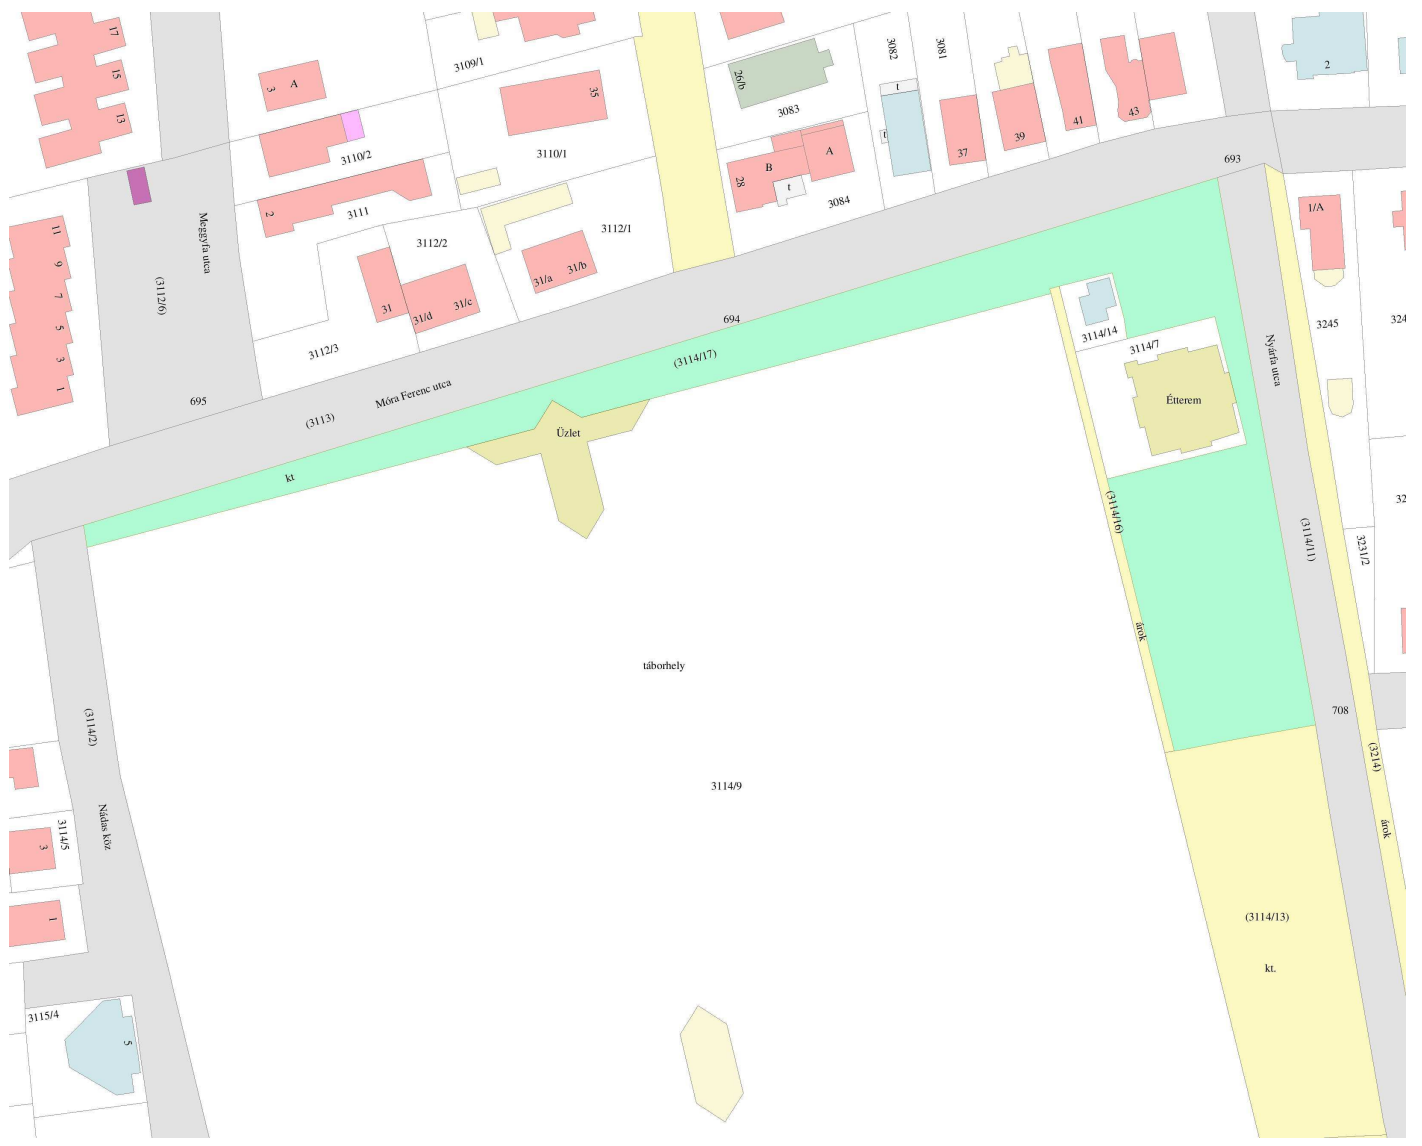 17
15
13
3
A
3109/1
35
26/b
3083
3082
3081
t
t
37
39
41
43
2
693
3110/2
3110/1
2
3111
3112/2
3112/1
28
B
A
t
3084
Meggyfa utca
(3112/6)
11
9
7
5
3
1
31
31/d
31/c
31/a
31/b
3112/3
695
(3113)
Móra Ferenc utca
694
(3114/17)
kt
Üzlet
3114/14
3114/7
Étterem
Nyárfa utca
1/A
3245
324
32
(3114/16)
(3114/11)
3231/2
árok
táborhely
3114/9
708
(3214)
árok
(3114/13)
kt.
(3114/2)
Nádas köz
3114/5
3
1
3115/4
5